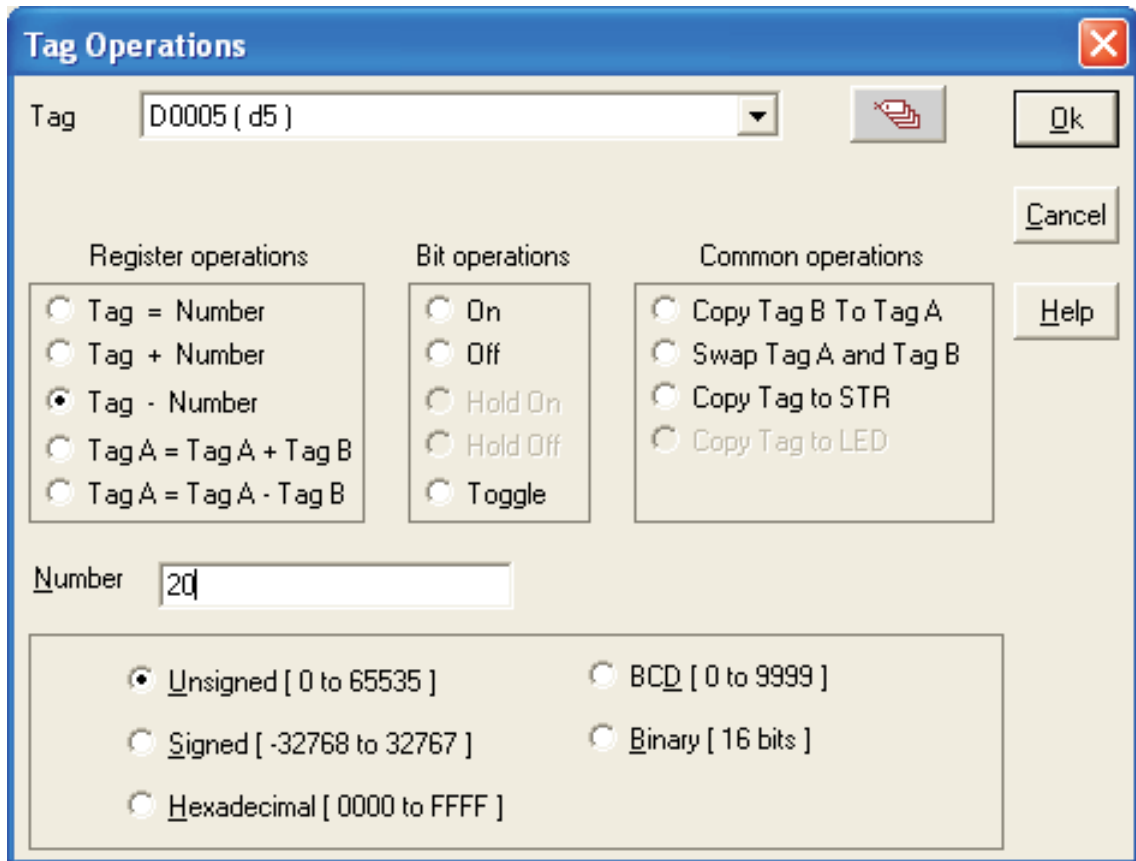 Tag Operations
Tag D0005 ( d5 ) Ok
Cancel
Register operations Bit operations Common operations
Tag = Number On Copy Tag B To Tag A Help
Tag + Number Off Swap Tag A and Tag B
Tag - Number Hold On Copy Tag to STR
Tag A = Tag A + Tag B Hold Off Copy Tag to LED
Tag A = Tag A - Tag B Toggle
Number 20
Unsigned [ 0 to 65535 ] BCD [ 0 to 9999 ]
Signed [ -32768 to 32767 ] Binary [ 16 bits ]
Hexadecimal [ 0000 to FFFF ]